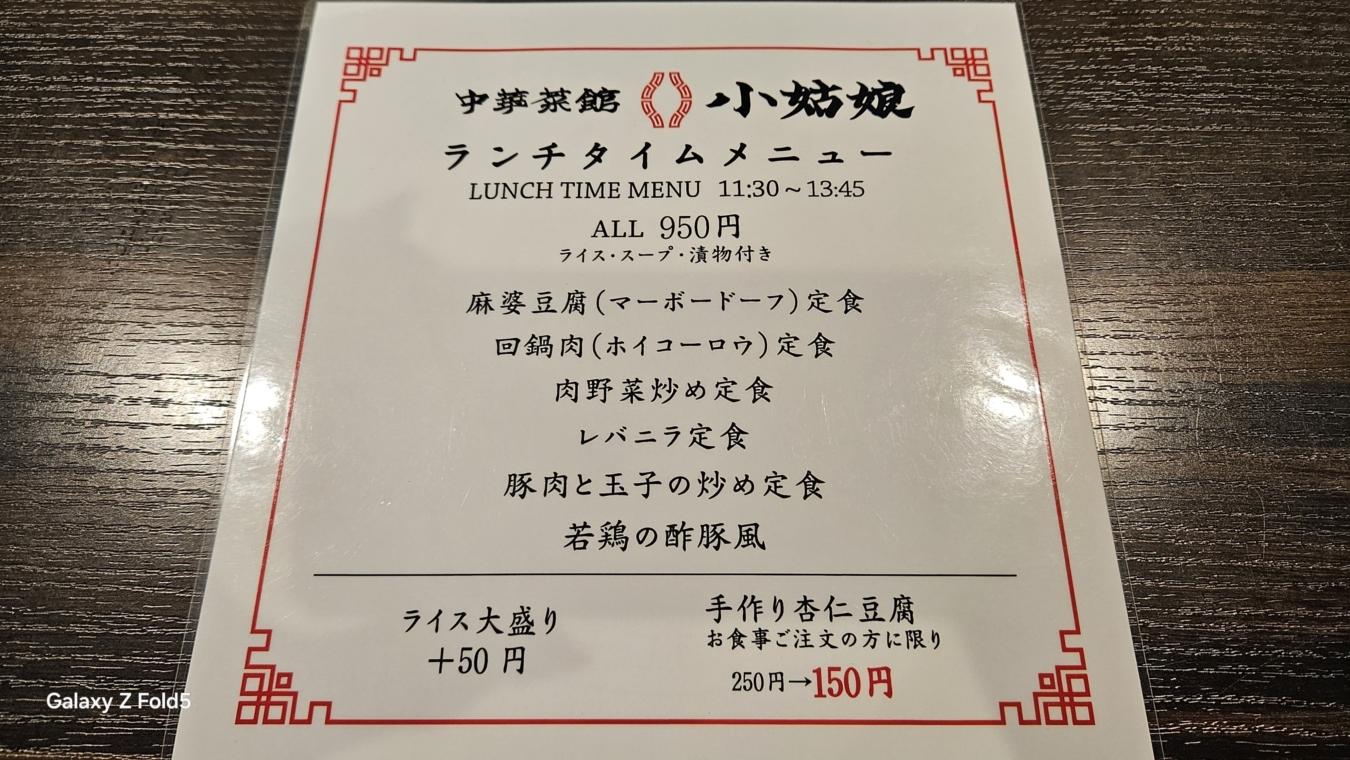 中華菜館 小姑娘
ランチタイムメニュー
LUNCH TIME MENU 11:30～13:45
ALL 950円
ライス・スープ・漬物付き
麻婆豆腐(マーボードーフ)定食
回鍋肉(ホイコーロウ)定食
肉野菜炒め定食
レバニラ定食
豚肉と玉子の炒め定食
若鶏の酢豚風
ライス大盛り
＋50 円
手作り杏仁豆腐
お食事ご注文の方に限り
250円→150円
Galaxy Z Fold5